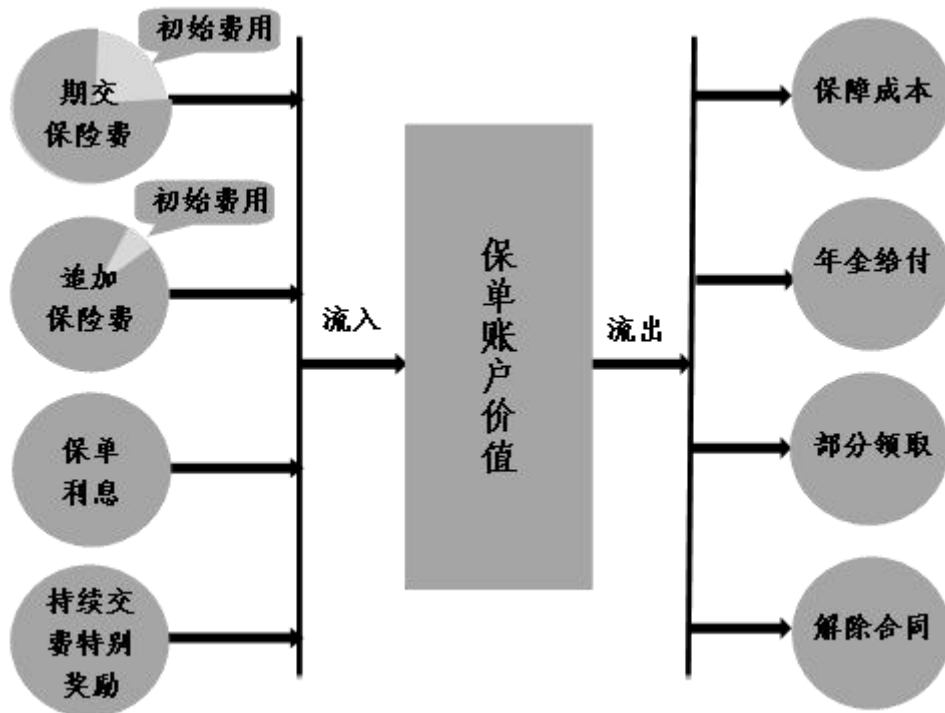 初始费用
期交
保险费
初始费用
追加
保险费
保单
利息
持续交
费特别
奖励
流入
保
单
账
户
价
值
流出
保障成本
年金给付
部分领取
解除合同